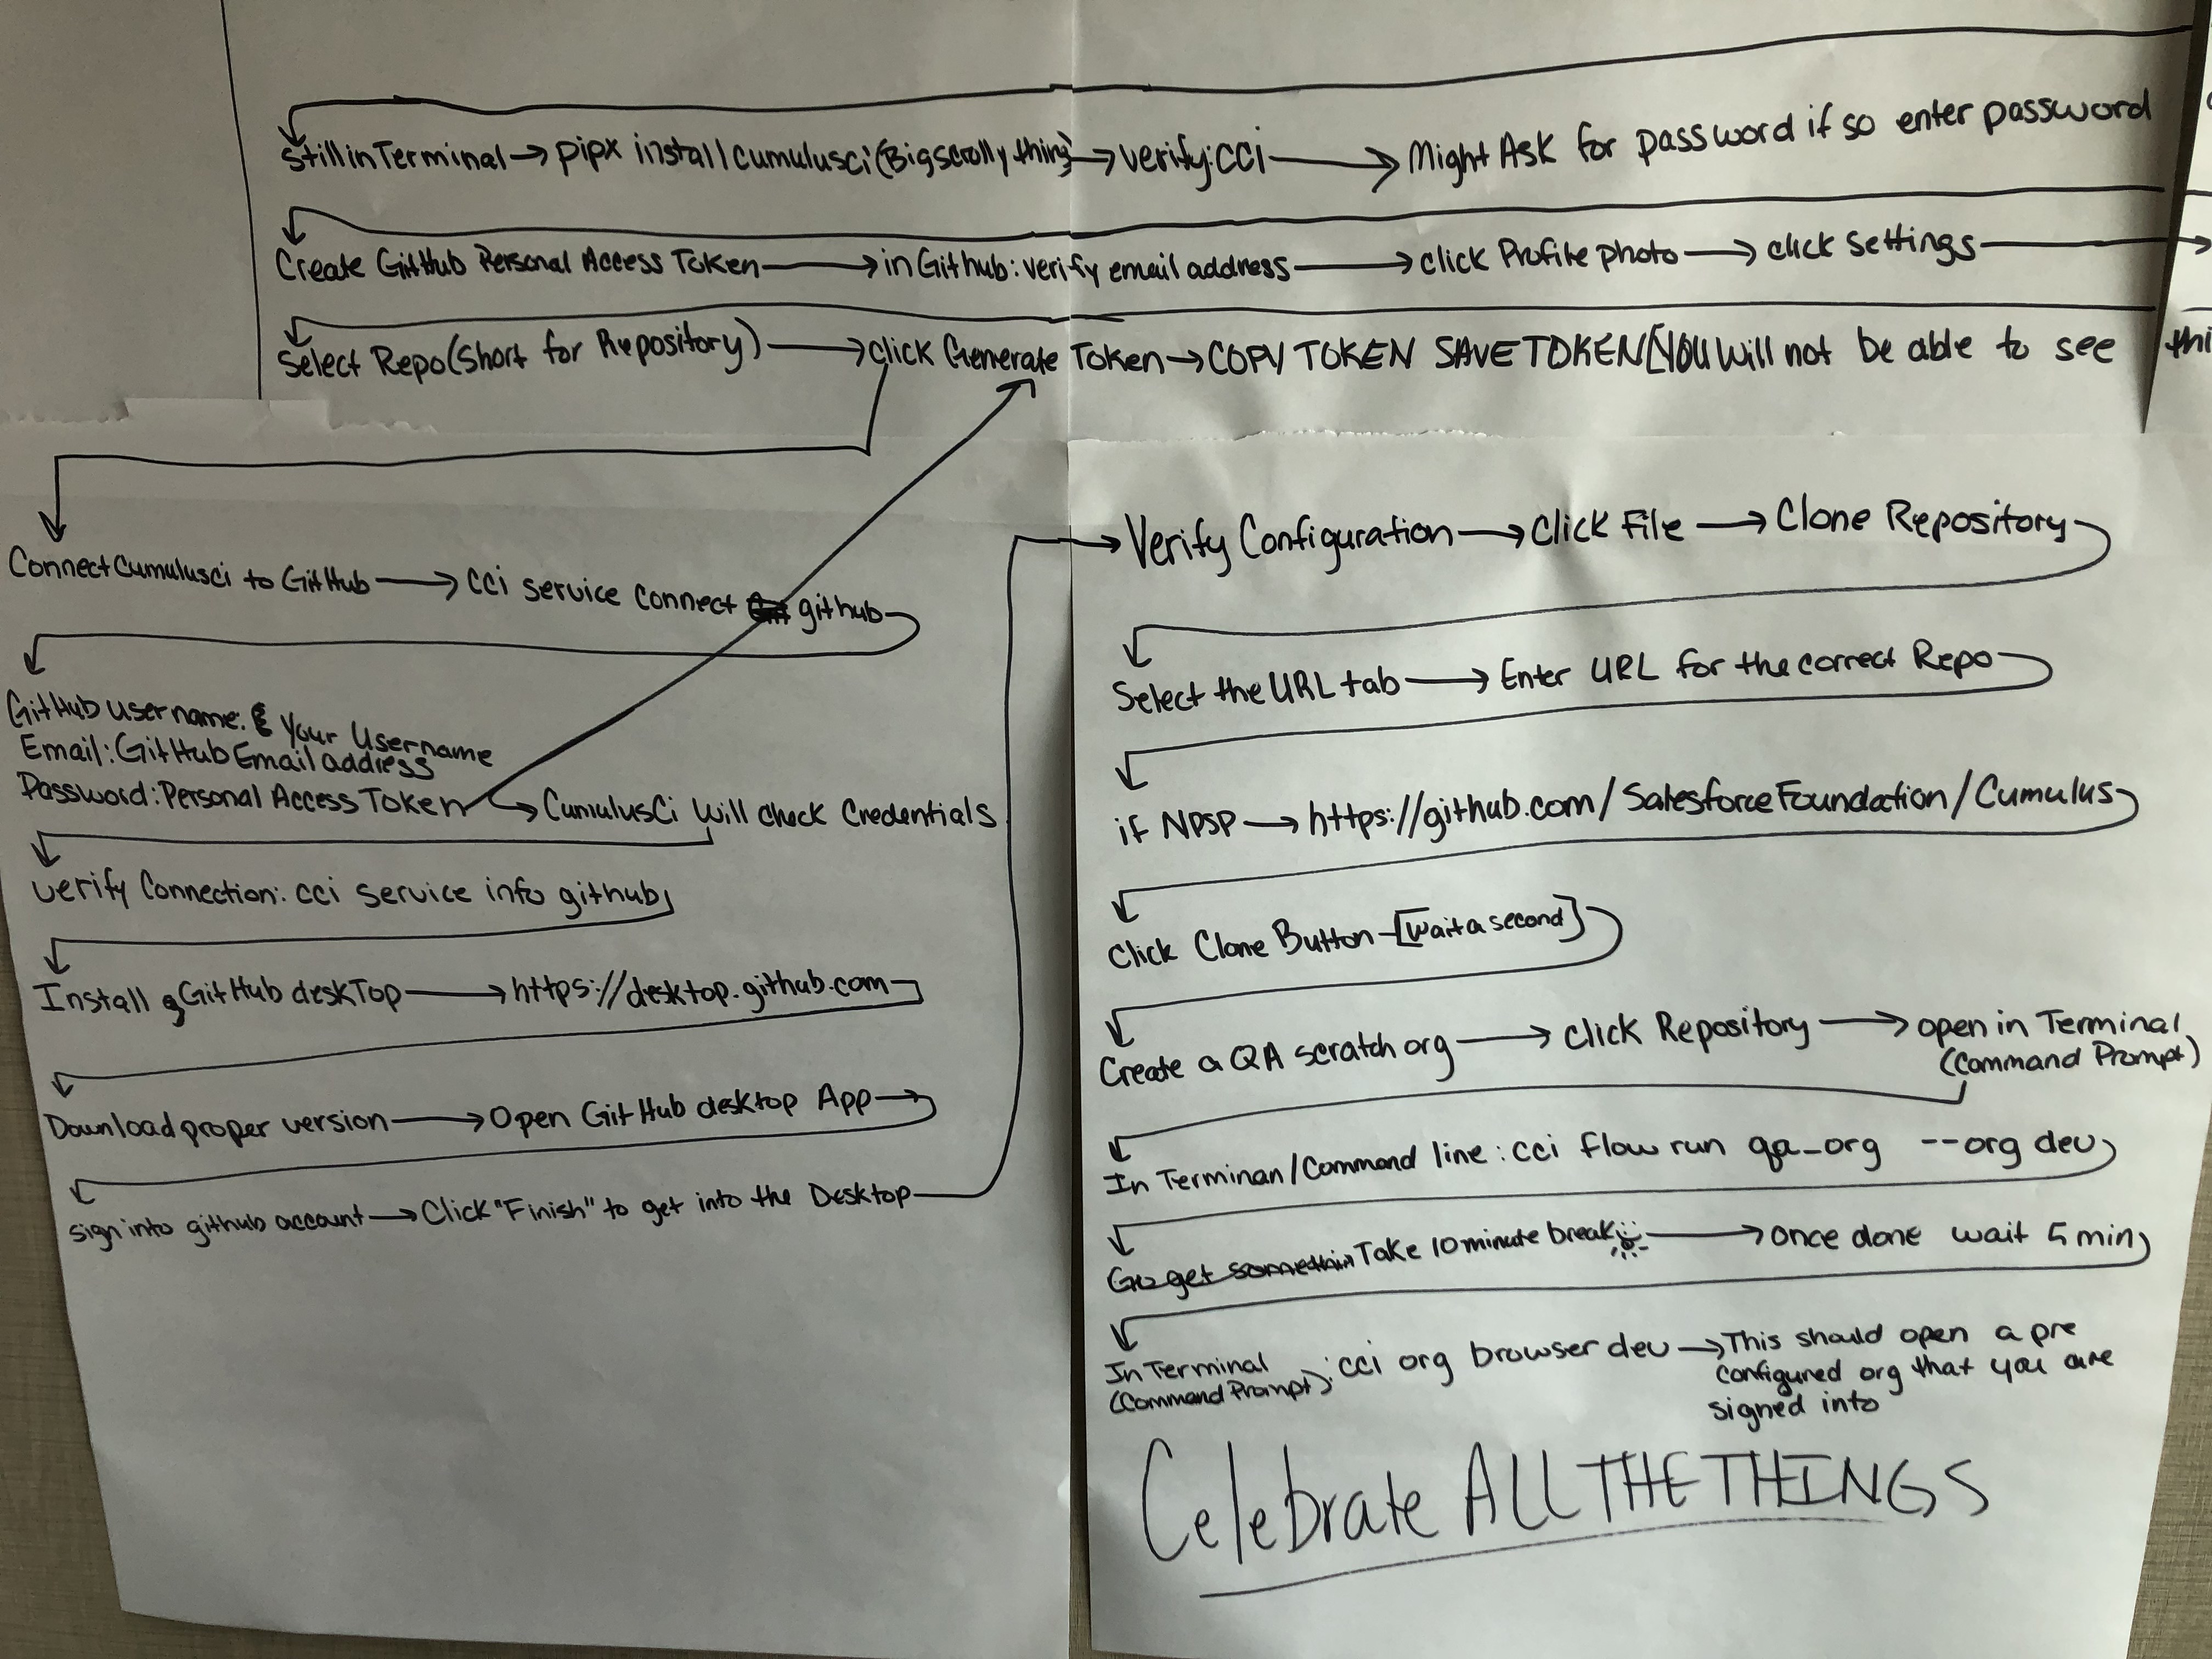 Still in Terminal → pipx install cumulusci (Big scrolly thing) → verify: cci → Might Ask for password if so enter password
Create GitHub Personal Access Token → in Github: verify email address → click Profile photo → click settings →
Select Repo (Short for Repository) → click Generate Token → COPY TOKEN SAVE TOKEN [YOU will not be able to see thi
Connect Cumulusci to GitHub → cci service connect github
GitHub username: Your Username
Email: GitHub Email address
Password: Personal Access Token → CumulusCi will check Credentials
verify Connection: cci service info github
Install GitHub deskTop → https://desktop.github.com
Download proper version → Open GitHub desktop App →
sign into github account → Click "Finish" to get into the Desktop
Verify Configuration → Click File → Clone Repository
Select the URL tab → Enter URL for the correct Repo
if NPSP → https://github.com/SalesforceFoundation/Cumulus
Click Clone Button - [wait a second]
Create a QA scratch org → click Repository → open in Terminal
(Command Prompt)
In Terminan/Command line: cci flow run qa_org --org dev
Go get somethin Take 10 minute break → once done wait 5 min
In Terminal
(Command Prompt): cci org browser dev → This should open a pre
configured org that you are
signed into
Celebrate ALL THE THINGS